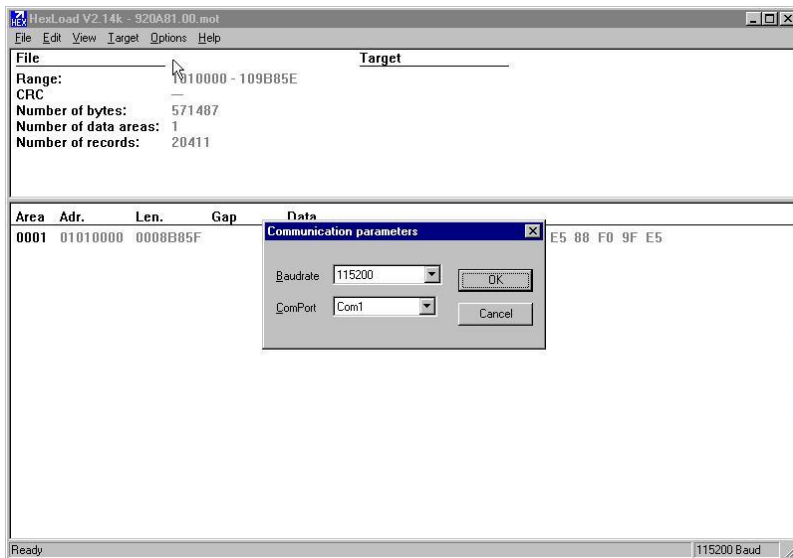 HexLoad V2.14k - 920A81.00.mot
File Edit View Target Options Help
File Target
Range: 1010000 - 109B85E
CRC —
Number of bytes: 571487
Number of data areas: 1
Number of records: 20411
Area Adr. Len. Gap Data
0001 01010000 0008B85F E5 88 F0 9F E5
Communication parameters
Baudrate 115200 OK
ComPort Com1 Cancel
Ready 115200 Baud